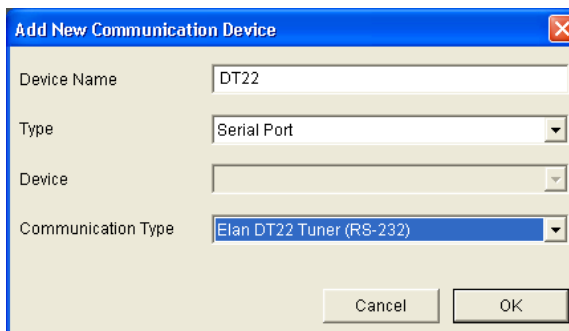 Add New Communication Device
Device Name DT22
Type Serial Port
Device
Communication Type Elan DT22 Tuner (RS-232)
Cancel OK